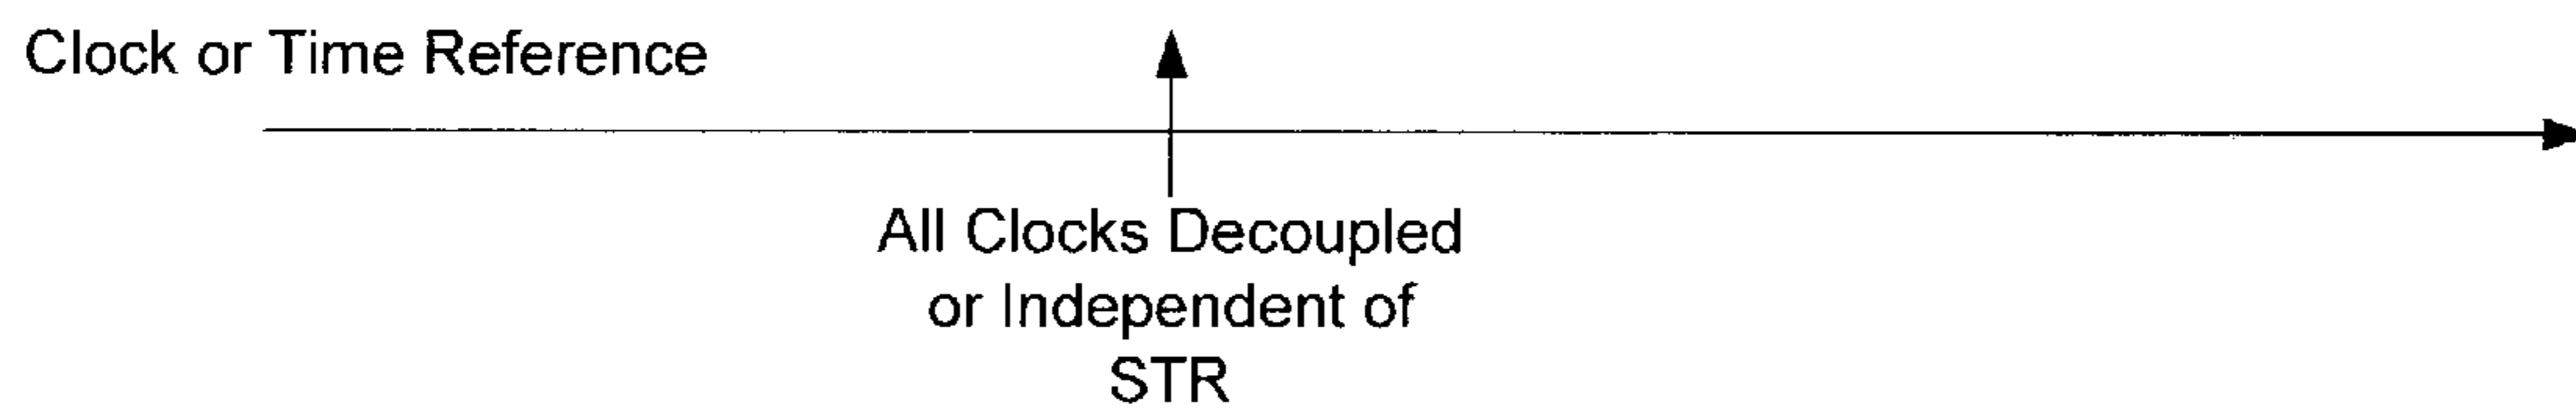 Clock or Time Reference
All Clocks Decoupled
or Independent of
STR